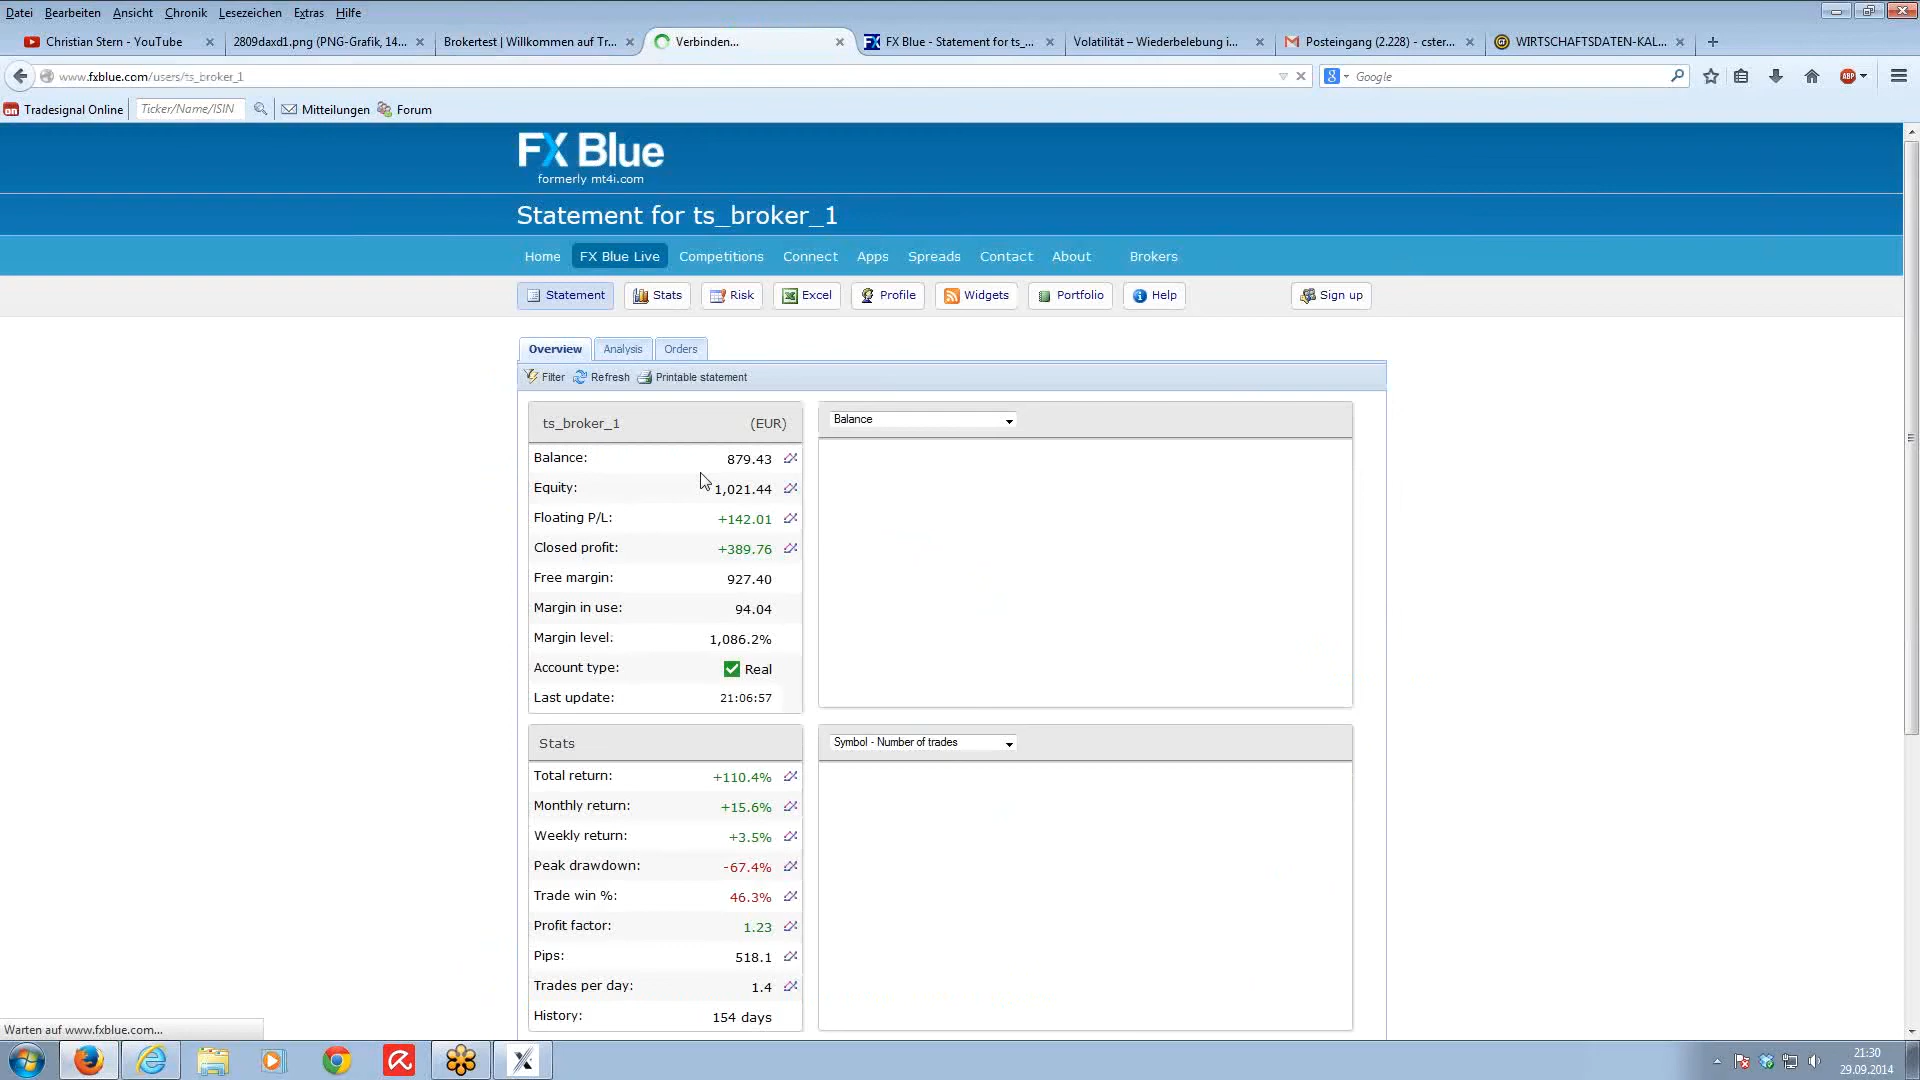 Datei Bearbeiten Ansicht Chronik Lesezeichen Extras Hilfe
Christian Stern - YouTube
2809daxd1.png (PNG-Grafik, 14...
Brokertest | Willkommen auf Tr...
Verbinden...
FX Blue - Statement for ts_...
Volatilität – Wiederbelebung i...
Posteingang (2.228) - cster...
WIRTSCHAFTSDATEN-KAL...
www.fxblue.com/users/ts_broker_1
Google
ABP
Tradesignal Online
Ticker/Name/ISIN
Mitteilungen
Forum
FX Blue
formerly mt4i.com
Statement for ts_broker_1
Home FX Blue Live Competitions Connect Apps Spreads Contact About Brokers
Statement Stats Risk Excel Profile Widgets Portfolio Help Sign up
Overview Analysis Orders
Filter Refresh Printable statement
ts_broker_1 (EUR)
Balance
Balance: 879.43
Equity: 1,021.44
Floating P/L: +142.01
Closed profit: +389.76
Free margin: 927.40
Margin in use: 94.04
Margin level: 1,086.2%
Account type: Real
Last update: 21:06:57
Stats
Symbol - Number of trades
Total return: +110.4%
Monthly return: +15.6%
Weekly return: +3.5%
Peak drawdown: -67.4%
Trade win %: 46.3%
Profit factor: 1.23
Pips: 518.1
Trades per day: 1.4
History: 154 days
Warten auf www.fxblue.com...
21:30
29.09.2014